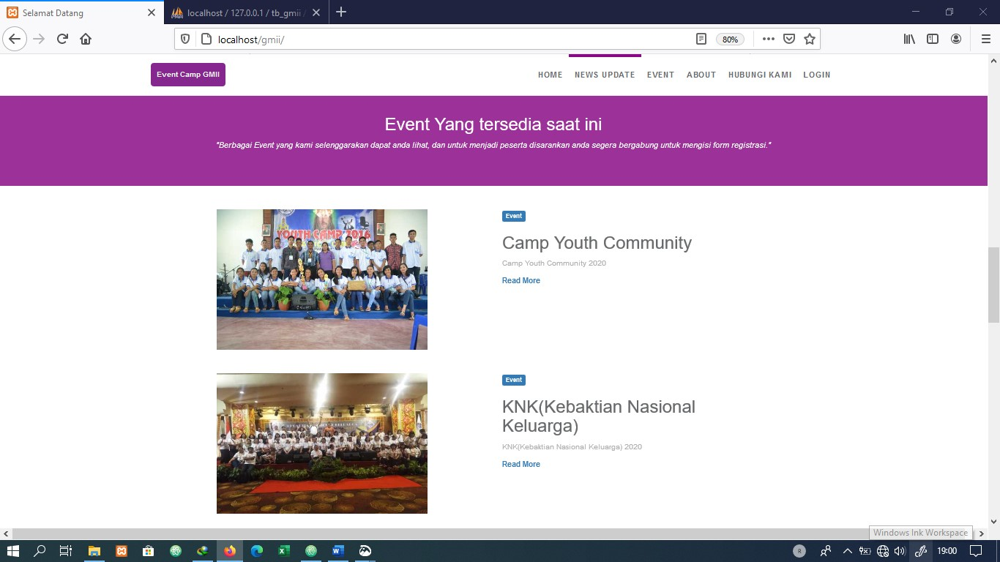 Selamat Datang
localhost / 127.0.0.1 / tb_gmii /
localhost/gmii/
80%
Event Camp GMII
HOME
NEWS UPDATE
EVENT
ABOUT
HUBUNGI KAMI
LOGIN
Event Yang tersedia saat ini
"Berbagai Event yang kami selenggarakan dapat anda lihat, dan untuk menjadi peserta disarankan anda segera bergabung untuk mengisi form registrasi."
YOUTH CAMP 2016
Event
Camp Youth Community
Camp Youth Community 2020
Read More
Event
KNK(Kebaktian Nasional
Keluarga)
KNK(Kebaktian Nasional Keluarga) 2020
Read More
Windows Ink Workspace
R
19:00